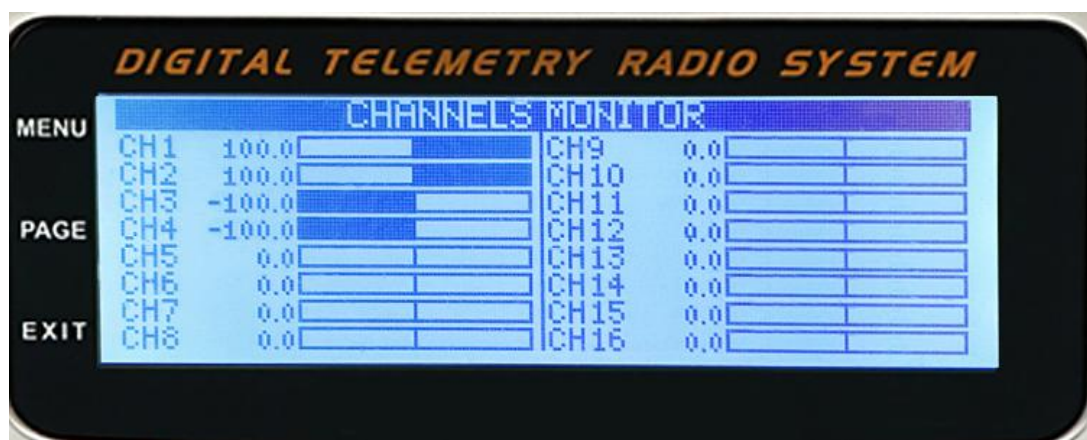 DIGITAL TELEMETRY RADIO SYSTEM
CHANNELS MONITOR
MENU
PAGE
EXIT
CH1 100.0
CH2 100.0
CH3 -100.0
CH4 -100.0
CH5 0.0
CH6 0.0
CH7 0.0
CH8 0.0
CH9 0.0
CH10 0.0
CH11 0.0
CH12 0.0
CH13 0.0
CH14 0.0
CH15 0.0
CH16 0.0